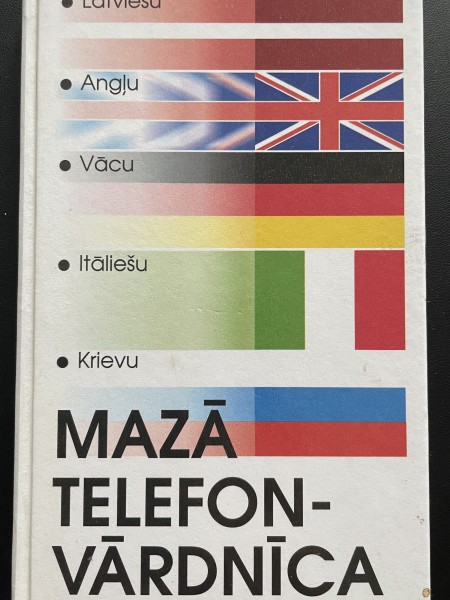 • Latviešu
• Angļu
• Vācu
• Itāliešu
• Krievu
MAZĀ
TELEFON-
VĀRDNĪCA